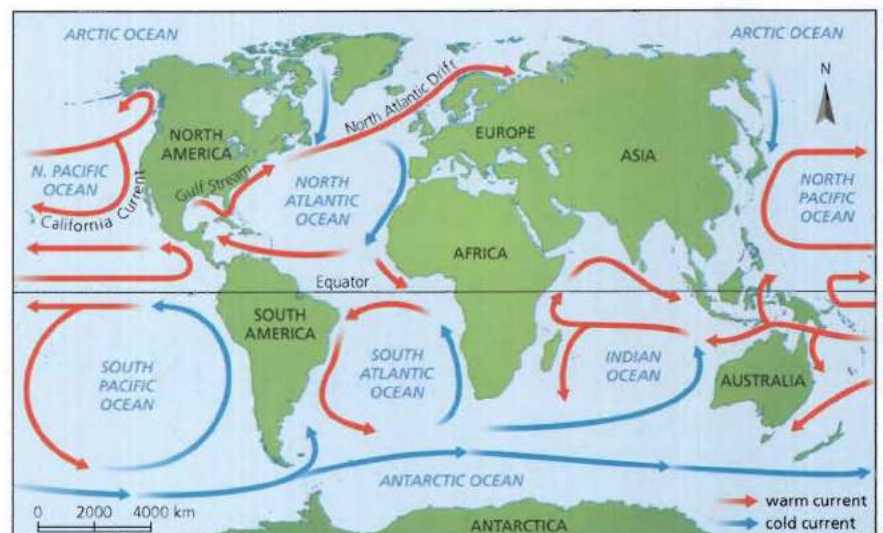 ARCTIC OCEAN
ARCTIC OCEAN
N
North Atlantic Drift
NORTH
AMERICA
EUROPE
ASIA
N. PACIFIC
OCEAN
California Current
Gulf Stream
NORTH
ATLANTIC
OCEAN
NORTH
PACIFIC
OCEAN
AFRICA
Equator
SOUTH
AMERICA
SOUTH
PACIFIC
OCEAN
SOUTH
ATLANTIC
OCEAN
INDIAN
OCEAN
AUSTRALIA
ANTARCTIC OCEAN
0 2000 4000 km
ANTARCTICA
warm current
cold current